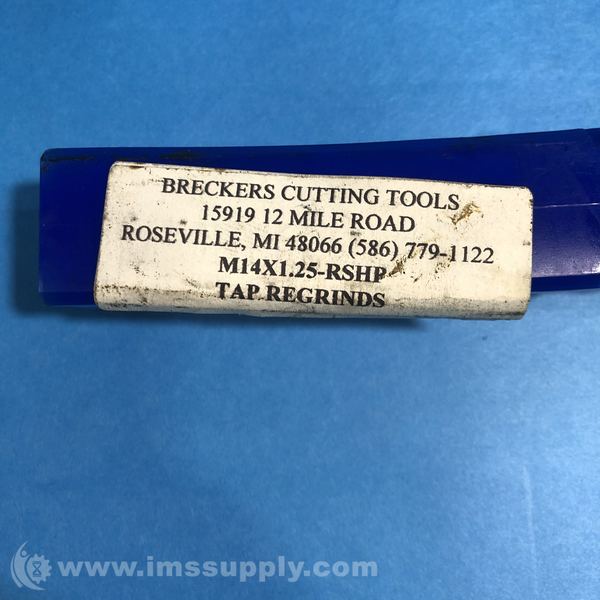 BRECKERS CUTTING TOOLS
15919 12 MILE ROAD
ROSEVILLE, MI 48066 (586) 779-1122
M14X1.25-RSHP
TAP REGRINDS
www.imssupply.com